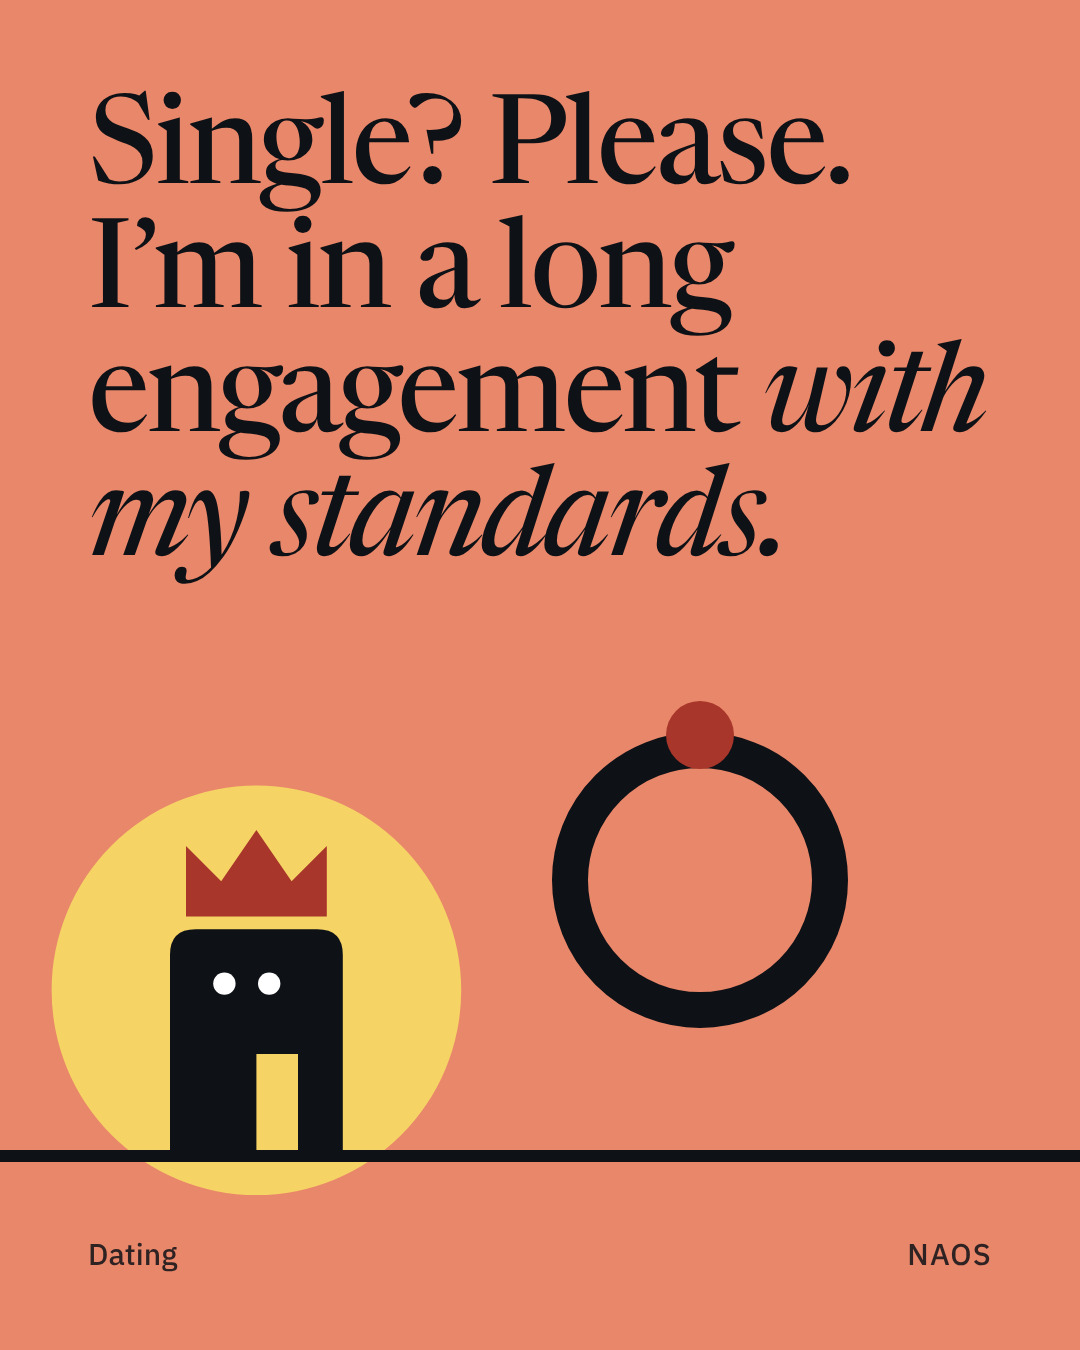 Single? Please.
I’m in a long
engagement with
my standards.
Dating
NAOS